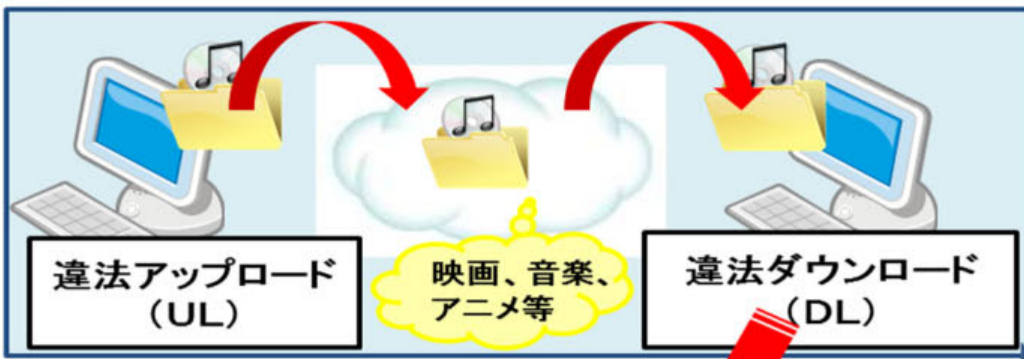 違法アップロード
（UL）
映画、音楽、
アニメ等
違法ダウンロード
（DL）